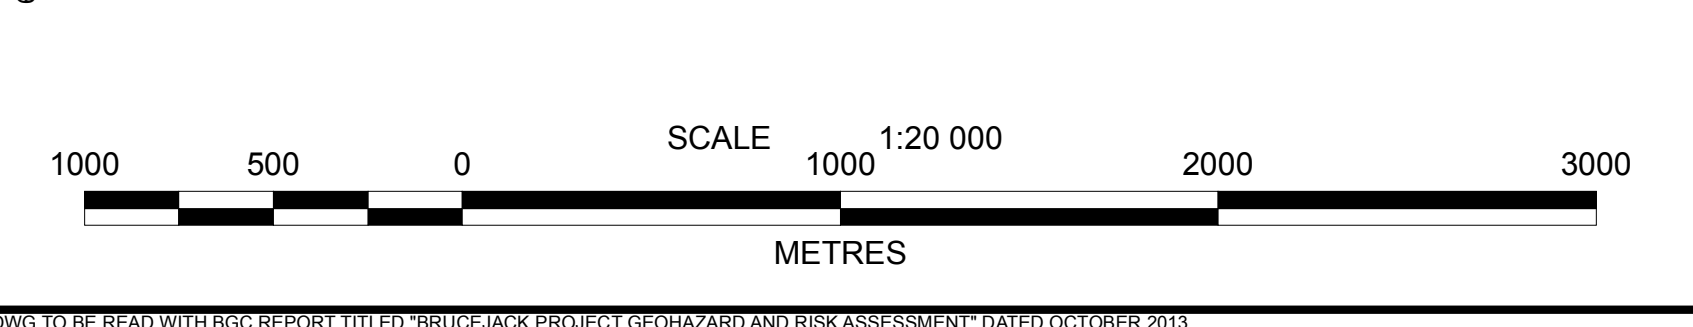 SCALE 1:20 000
1000 500 0 1000 2000 3000
METRES
DWG TO BE READ WITH BGC REPORT TITLED "BRUCEJACK PROJECT GEOHAZARD AND RISK ASSESSMENT" DATED OCTOBER 2013